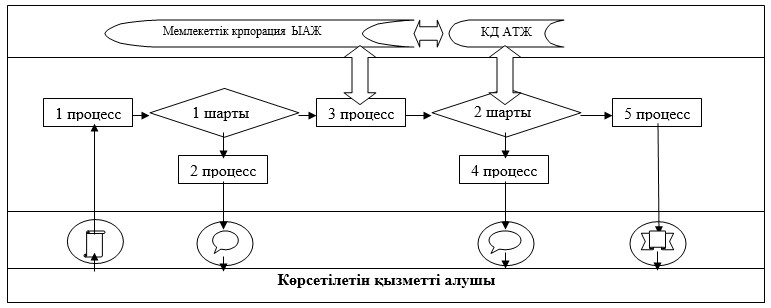 Мемлекеттік крпорация ЫАЖ
КД АТЖ
1 процесс
1 шарты
3 процесс
2 шарты
5 процесс
2 процесс
4 процесс
Көрсетілетін қызметті алушы